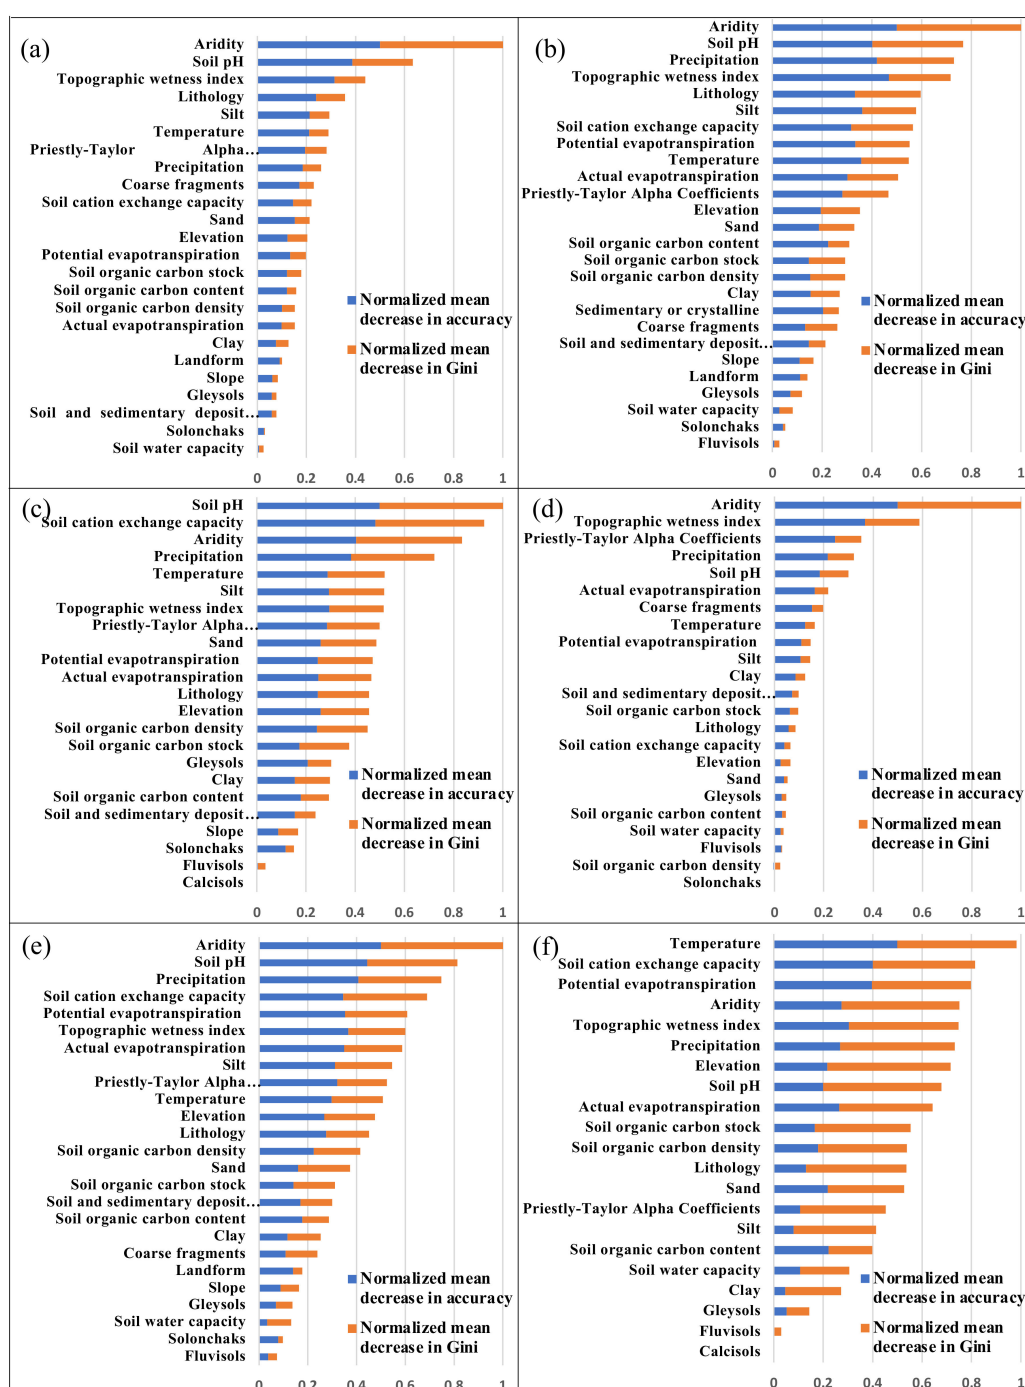 (a)
Aridity
Soil pH
Topographic wetness index
Lithology
Silt
Temperature
Priestly-Taylor Alpha...
Precipitation
Coarse fragments
Soil cation exchange capacity
Sand
Elevation
Potential evapotranspiration
Soil organic carbon stock
Soil organic carbon content
Soil organic carbon density
Actual evapotranspiration
Clay
Landform
Slope
Gleysols
Soil and sedimentary deposit...
Solonchaks
Soil water capacity
Normalized mean
decrease in accuracy
Normalized mean
decrease in Gini
0 0.2 0.4 0.6 0.8 1
(b)
Aridity
Soil pH
Precipitation
Topographic wetness index
Lithology
Silt
Soil cation exchange capacity
Potential evapotranspiration
Temperature
Actual evapotranspiration
Priestly-Taylor Alpha Coefficients
Elevation
Sand
Soil organic carbon content
Soil organic carbon stock
Soil organic carbon density
Clay
Sedimentary or crystalline
Coarse fragments
Soil and sedimentary deposit...
Slope
Landform
Gleysols
Soil water capacity
Solonchaks
Fluvisols
Normalized mean
decrease in accuracy
Normalized mean
decrease in Gini
0 0.2 0.4 0.6 0.8 1
(c)
Soil pH
Soil cation exchange capacity
Aridity
Precipitation
Temperature
Silt
Topographic wetness index
Priestly-Taylor Alpha...
Sand
Potential evapotranspiration
Actual evapotranspiration
Lithology
Elevation
Soil organic carbon density
Soil organic carbon stock
Gleysols
Clay
Soil organic carbon content
Soil and sedimentary deposit...
Slope
Solonchaks
Fluvisols
Calcisols
Normalized mean
decrease in accuracy
Normalized mean
decrease in Gini
0 0.2 0.4 0.6 0.8 1
(d)
Aridity
Topographic wetness index
Priestly-Taylor Alpha Coefficients
Precipitation
Soil pH
Actual evapotranspiration
Coarse fragments
Temperature
Potential evapotranspiration
Silt
Clay
Soil and sedimentary deposit...
Soil organic carbon stock
Lithology
Soil cation exchange capacity
Elevation
Sand
Gleysols
Soil organic carbon content
Soil water capacity
Fluvisols
Soil organic carbon density
Solonchaks
Normalized mean
decrease in accuracy
Normalized mean
decrease in Gini
0 0.2 0.4 0.6 0.8 1
(e)
Aridity
Soil pH
Precipitation
Soil cation exchange capacity
Potential evapotranspiration
Topographic wetness index
Actual evapotranspiration
Silt
Priestly-Taylor Alpha...
Temperature
Elevation
Lithology
Soil organic carbon density
Sand
Soil organic carbon stock
Soil and sedimentary deposit...
Soil organic carbon content
Clay
Coarse fragments
Landform
Slope
Gleysols
Soil water capacity
Solonchaks
Fluvisols
Normalized mean
decrease in accuracy
Normalized mean
decrease in Gini
0 0.2 0.4 0.6 0.8 1
(f)
Temperature
Soil cation exchange capacity
Potential evapotranspiration
Aridity
Topographic wetness index
Precipitation
Elevation
Soil pH
Actual evapotranspiration
Soil organic carbon stock
Soil organic carbon density
Lithology
Sand
Priestly-Taylor Alpha Coefficients
Silt
Soil organic carbon content
Soil water capacity
Clay
Gleysols
Fluvisols
Calcisols
Normalized mean
decrease in accuracy
Normalized mean
decrease in Gini
0 0.2 0.4 0.6 0.8 1